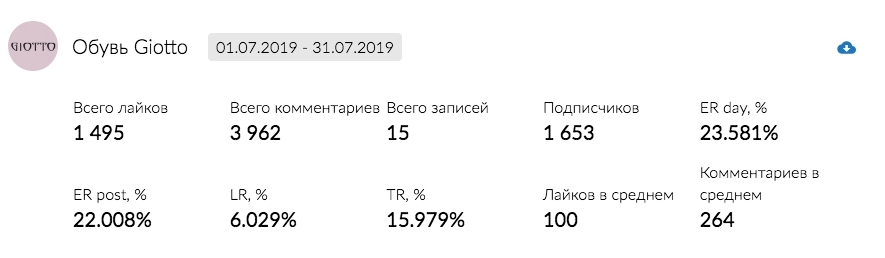 GIOTTO
Обувь Giotto
01.07.2019 - 31.07.2019
Всего лайков
1 495
Всего комментариев
3 962
Всего записей
15
Подписчиков
1 653
ER day, %
23.581%
ER post, %
22.008%
LR, %
6.029%
TR, %
15.979%
Лайков в среднем
100
Комментариев в
среднем
264